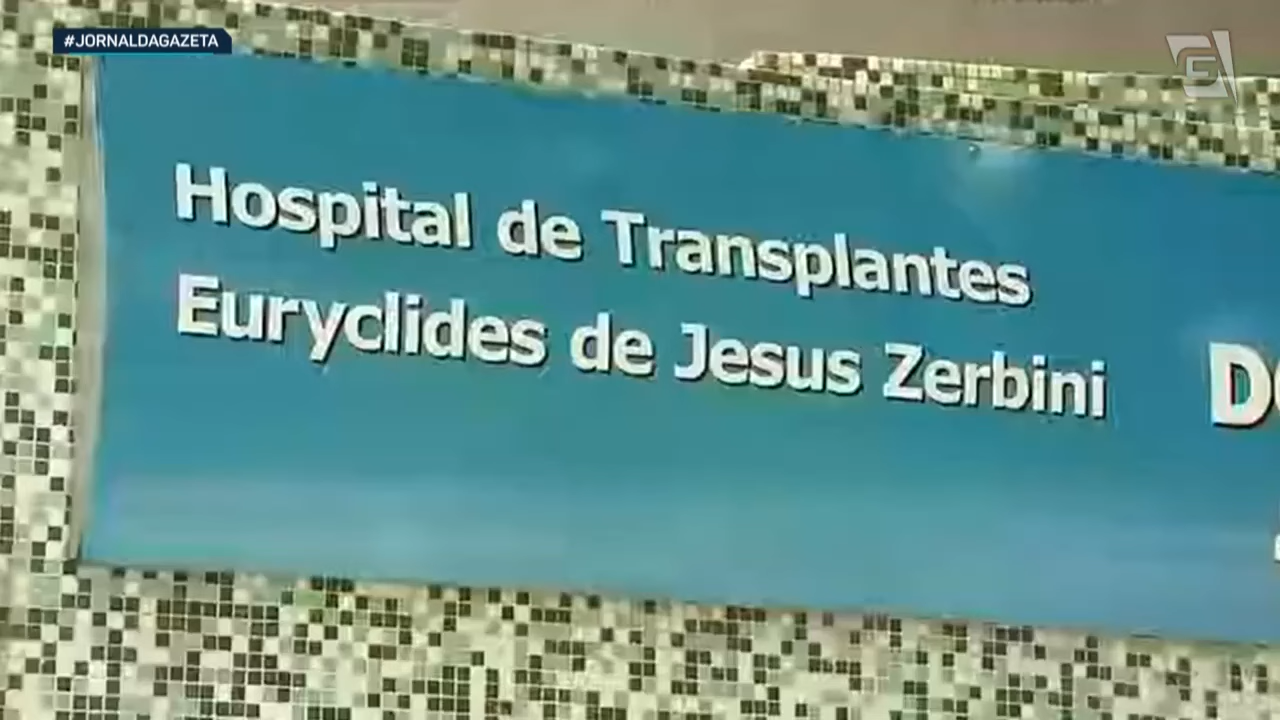 #JORNALDAGAZETA
Hospital de Transplantes
Euryclides de Jesus Zerbini